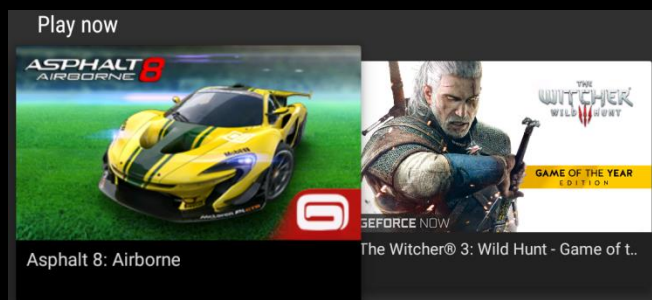 Play now
ASPHALT 8
AIRBORNE
THE
WITCHER
WILD HUNT
GAME OF THE YEAR
EDITION
GEFORCE NOW
Asphalt 8: Airborne
The Witcher® 3: Wild Hunt - Game of t..